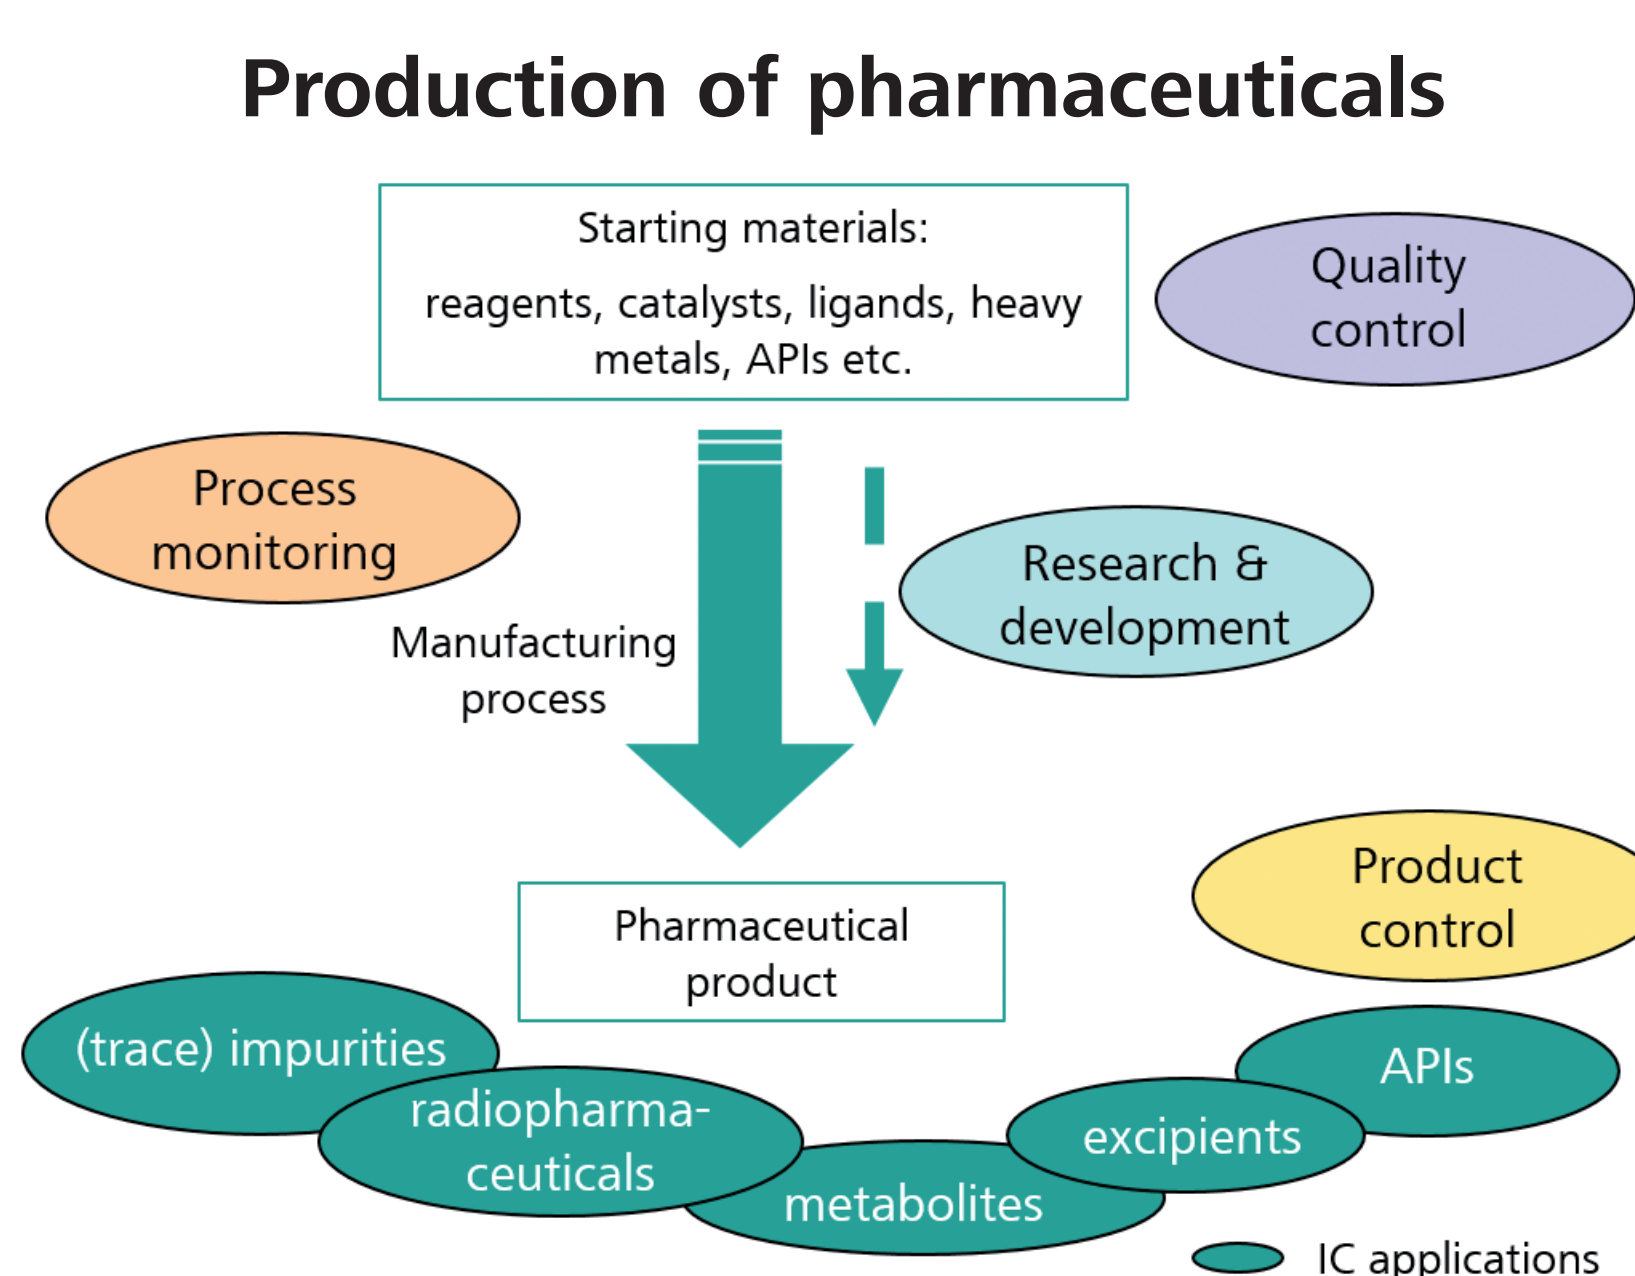 Production of pharmaceuticals
Starting materials:
reagents, catalysts, ligands, heavy
metals, APIs etc.
Quality
control
Process
monitoring
Research &
development
Manufacturing
process
Product
control
Pharmaceutical
product
(trace) impurities
radiopharma-
ceuticals
metabolites
excipients
APIs
IC applications